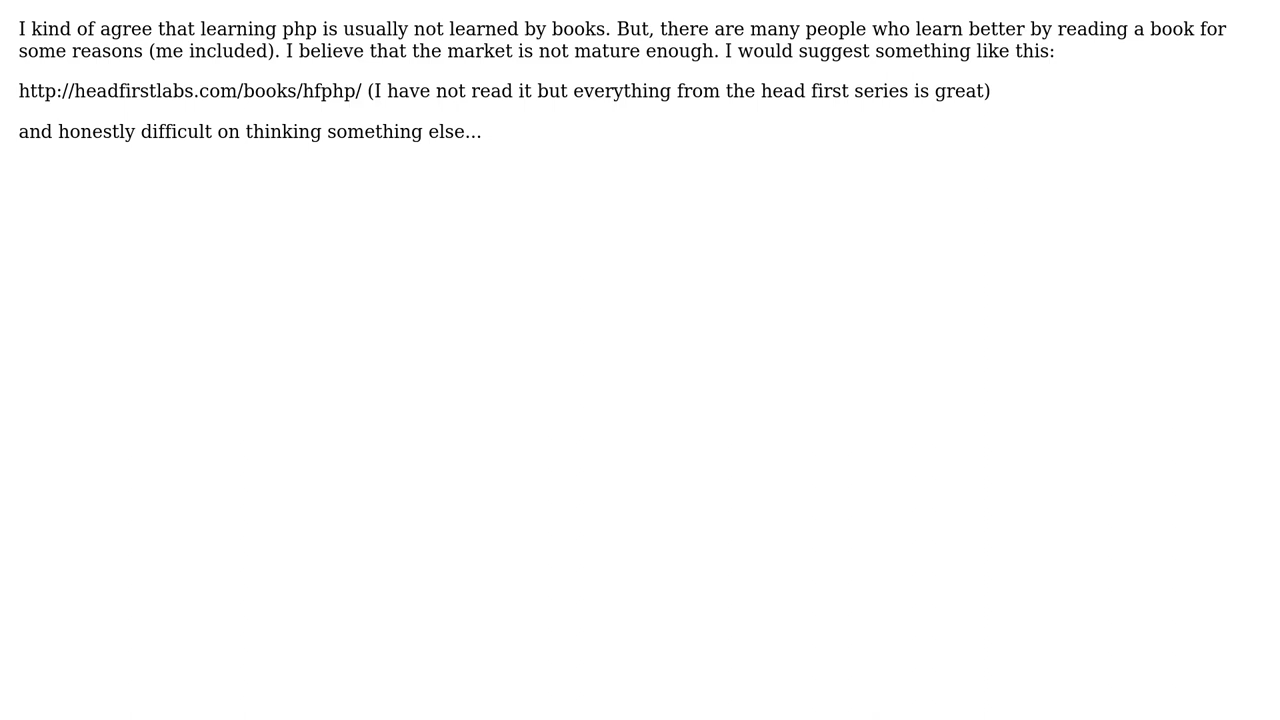 I kind of agree that learning php is usually not learned by books. But, there are many people who learn better by reading a book for
some reasons (me included). I believe that the market is not mature enough. I would suggest something like this:
http://headfirstlabs.com/books/hfphp/ (I have not read it but everything from the head first series is great)
and honestly difficult on thinking something else...